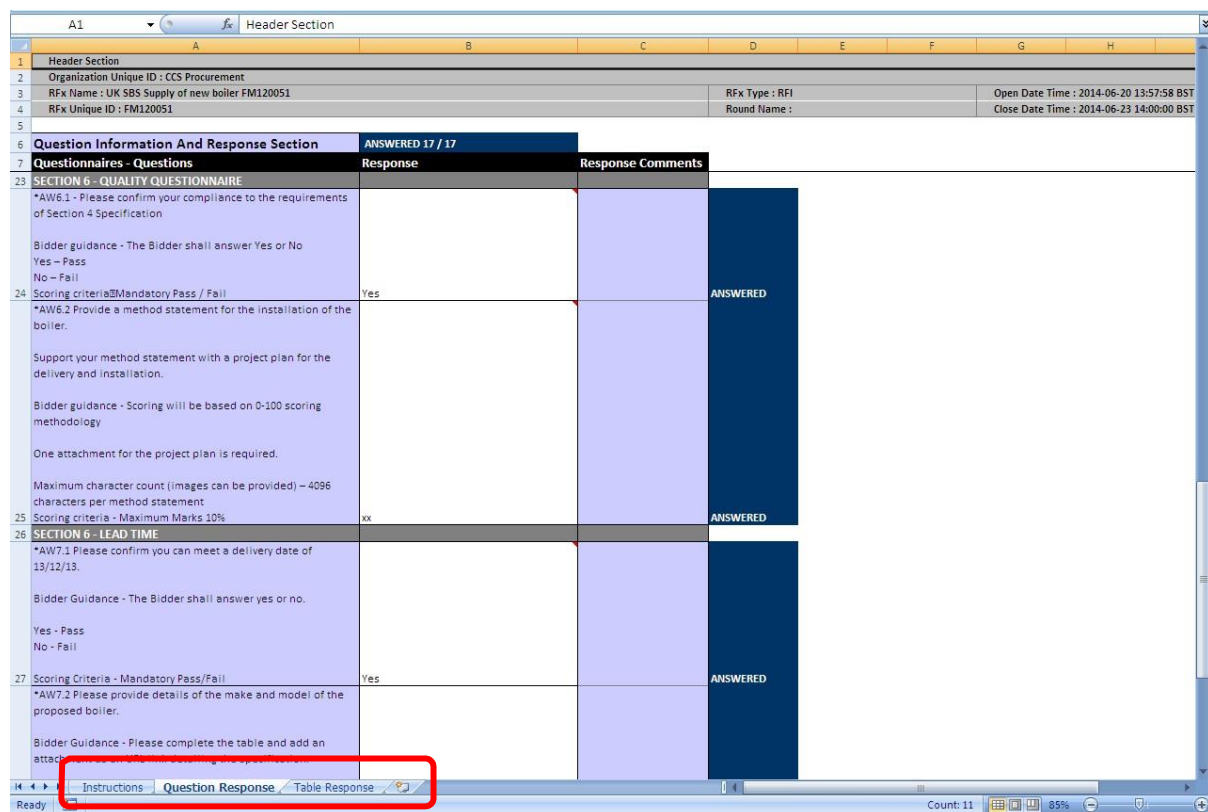 A1 fx Header Section
A B C D E F G H
1 Header Section
2 Organization Unique ID : CCS Procurement
3 RFx Name : UK SBS Supply of new boiler FM120051 RFx Type : RFI Open Date Time : 2014-06-20 13:57:58 BST
4 RFx Unique ID : FM120051 Round Name : Close Date Time : 2014-06-23 14:00:00 BST
5
6 Question Information And Response Section ANSWERED 17 / 17
7 Questionnaires - Questions Response Response Comments
23 SECTION 6 - QUALITY QUESTIONNAIRE
*AW6.1 - Please confirm your compliance to the requirements
of Section 4 Specification
Bidder guidance - The Bidder shall answer Yes or No
Yes – Pass
No – Fail
24 Scoring criteria Mandatory Pass / Fail Yes ANSWERED
*AW6.2 Provide a method statement for the installation of the
boiler.
Support your method statement with a project plan for the
delivery and installation.
Bidder guidance - Scoring will be based on 0-100 scoring
methodology
One attachment for the project plan is required.
Maximum character count (images can be provided) – 4096
characters per method statement
25 Scoring criteria - Maximum Marks 10% xx ANSWERED
26 SECTION 6 - LEAD TIME
*AW7.1 Please confirm you can meet a delivery date of
13/12/13.
Bidder Guidance - The Bidder shall answer yes or no.
Yes - Pass
No - Fail
27 Scoring Criteria - Mandatory Pass/Fail Yes ANSWERED
*AW7.2 Please provide details of the make and model of the
proposed boiler.
Bidder Guidance - Please complete the table and add an
Instructions Question Response Table Response
Ready Count: 11 85%